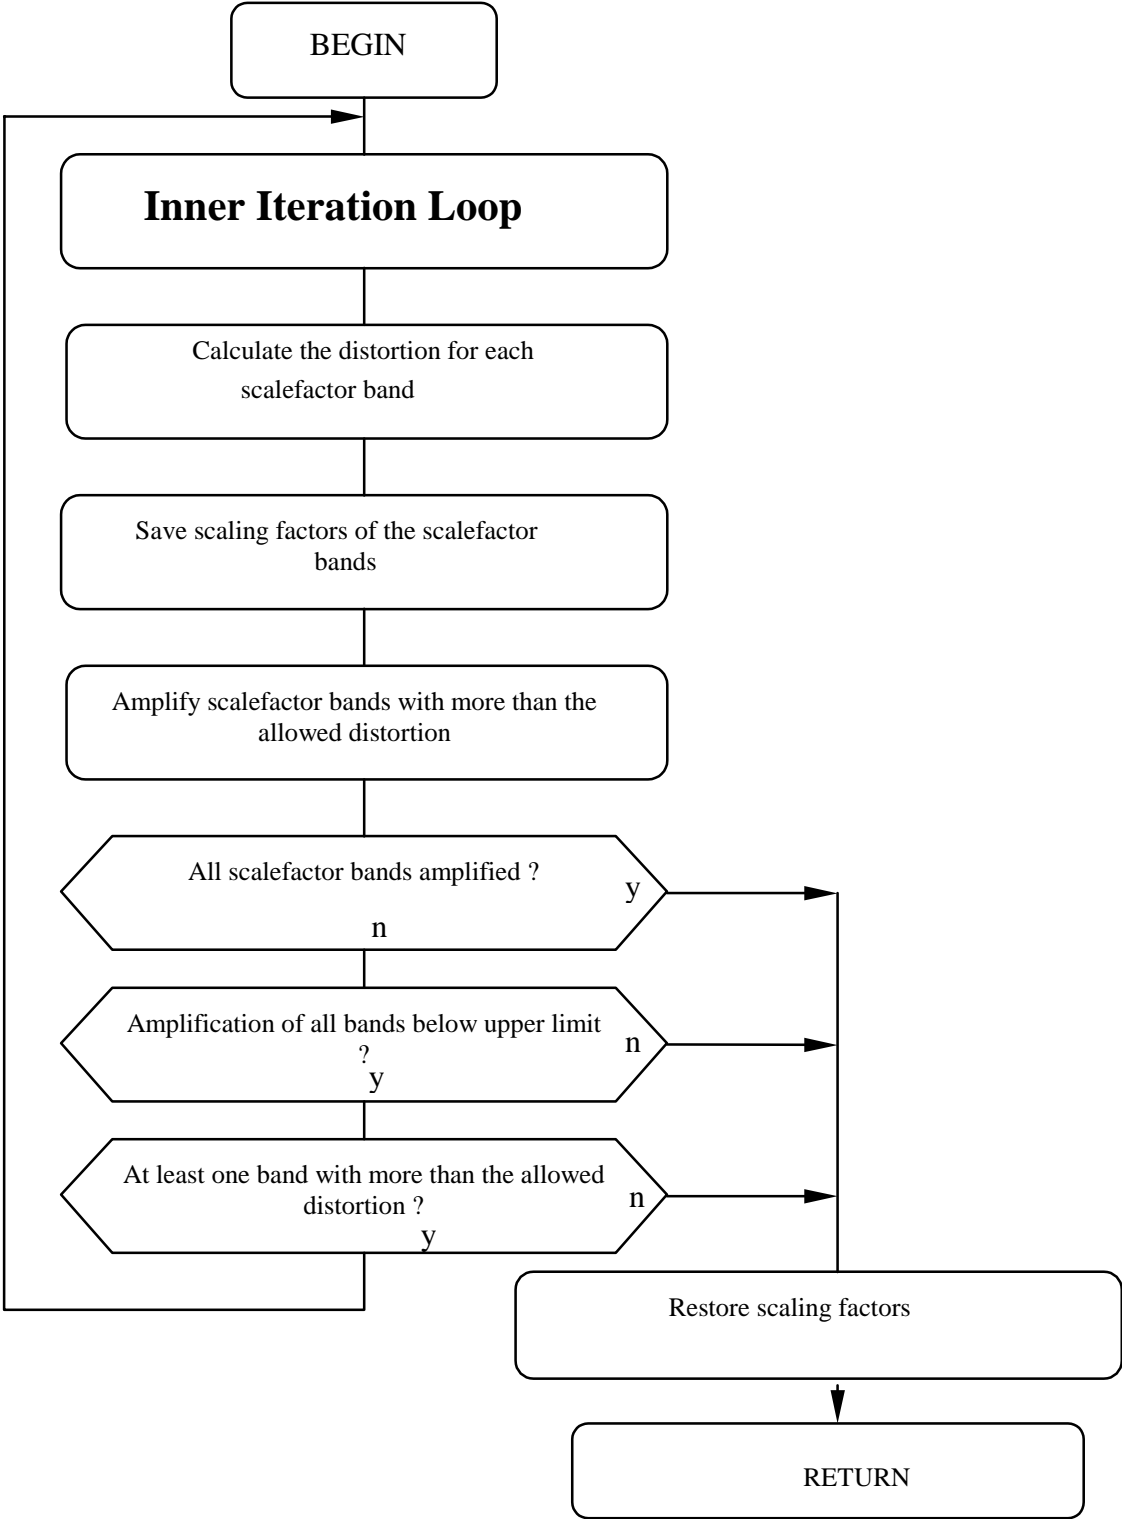 BEGIN
Inner Iteration Loop
Calculate the distortion for each
scalefactor band
Save scaling factors of the scalefactor
bands
Amplify scalefactor bands with more than the
allowed distortion
All scalefactor bands amplified ?
y
n
Amplification of all bands below upper limit
?
n
y
At least one band with more than the allowed
distortion ?
n
y
Restore scaling factors
RETURN